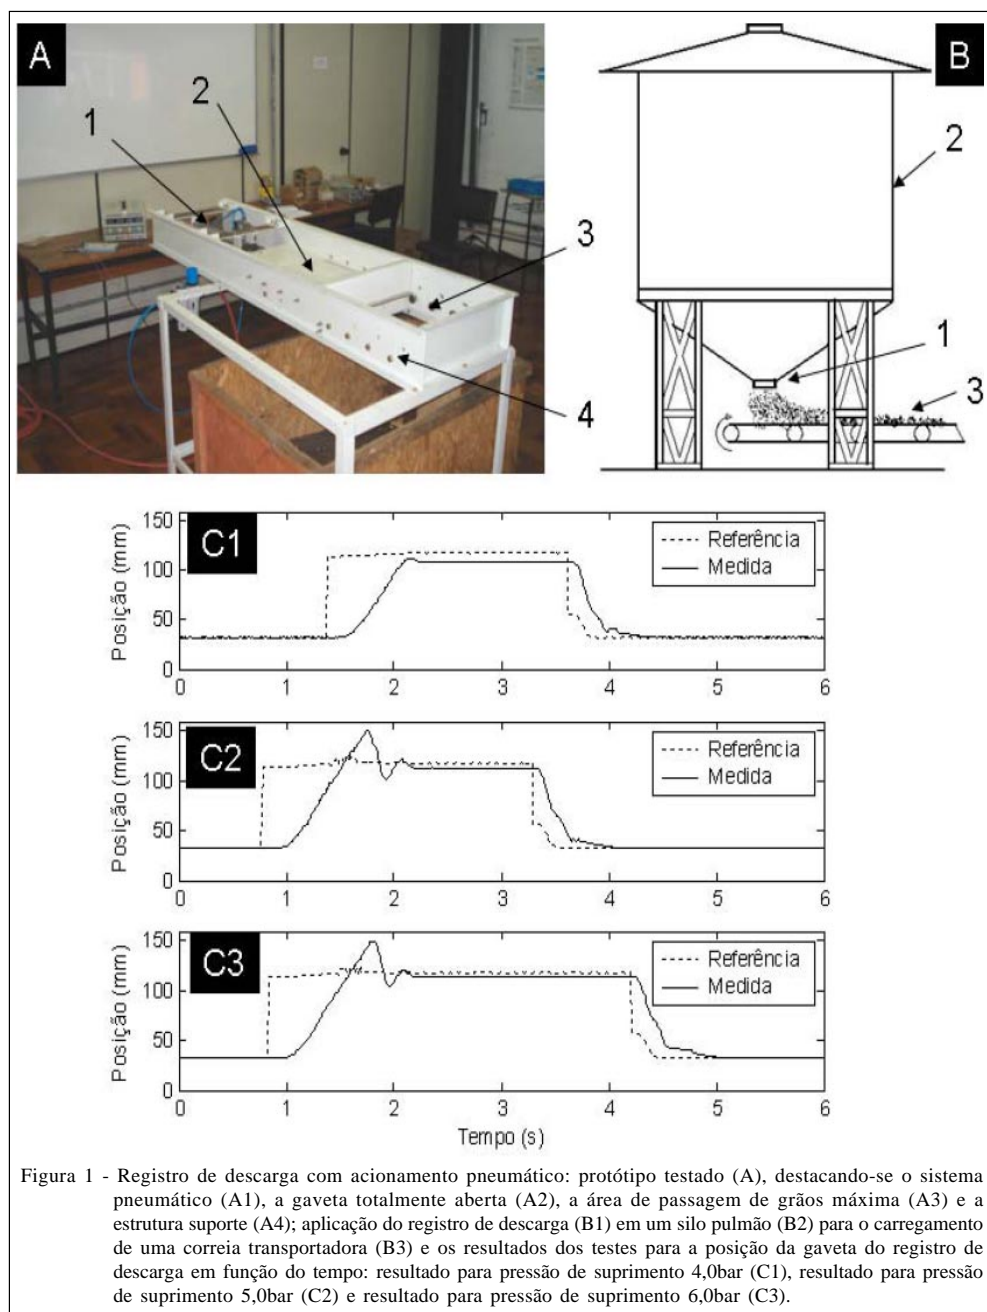 A
1
2
3
4
B
2
1
3
C1
150
100
50
0
Posição (mm)
Referência
Medida
0 1 2 3 4 5 6
C2
150
100
50
0
Posição (mm)
Referência
Medida
0 1 2 3 4 5 6
C3
150
100
50
0
Posição (mm)
Referência
Medida
0 1 2 3 4 5 6
Tempo (s)
Figura 1 - Registro de descarga com acionamento pneumático: protótipo testado (A), destacando-se o sistema
pneumático (A1), a gaveta totalmente aberta (A2), a área de passagem de grãos máxima (A3) e a
estrutura suporte (A4); aplicação do registro de descarga (B1) em um silo pulmão (B2) para o carregamento
de uma correia transportadora (B3) e os resultados dos testes para a posição da gaveta do registro de
descarga em função do tempo: resultado para pressão de suprimento 4,0bar (C1), resultado para pressão
de suprimento 5,0bar (C2) e resultado para pressão de suprimento 6,0bar (C3).